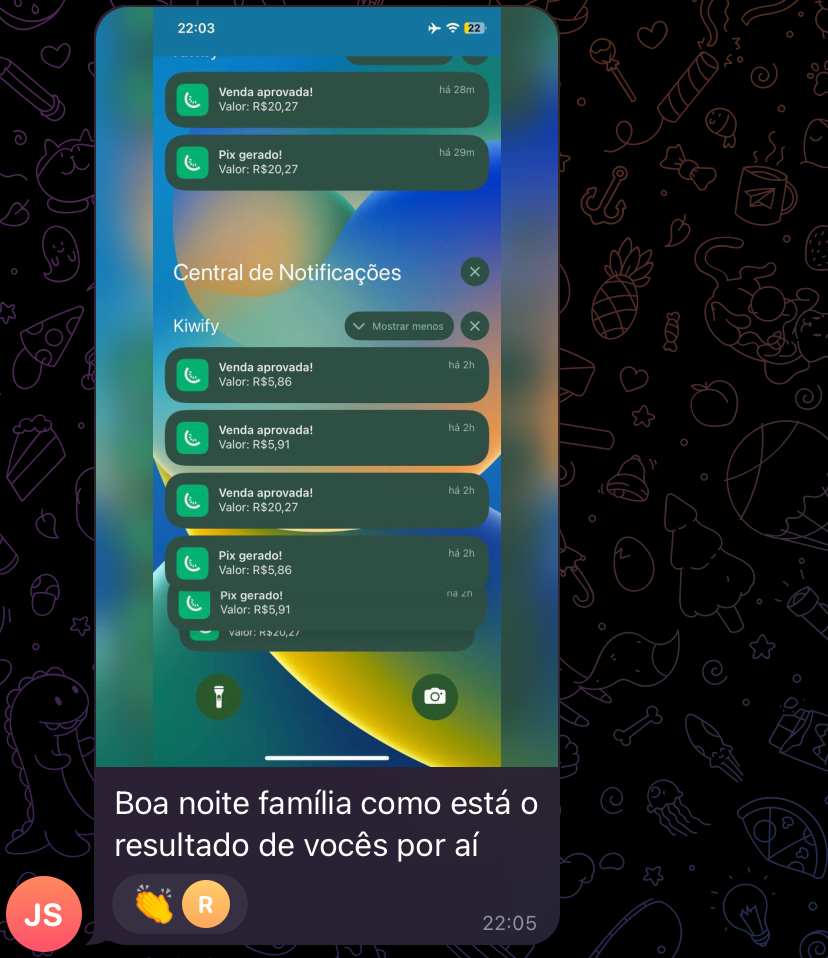 22:03
22
Venda aprovada!
há 28m
Valor: R$20,27
Pix gerado!
há 29m
Valor: R$20,27
Central de Notificações
Kiwify
Mostrar menos
Venda aprovada!
há 2h
Valor: R$5,86
Venda aprovada!
há 2h
Valor: R$5,91
Venda aprovada!
há 2h
Valor: R$20,27
Pix gerado!
há 2h
Valor: R$5,86
Pix gerado!
há 2h
Valor: R$5,91
Valor: R$20,27
Boa noite família como está o
resultado de vocês por aí
JS
R
22:05